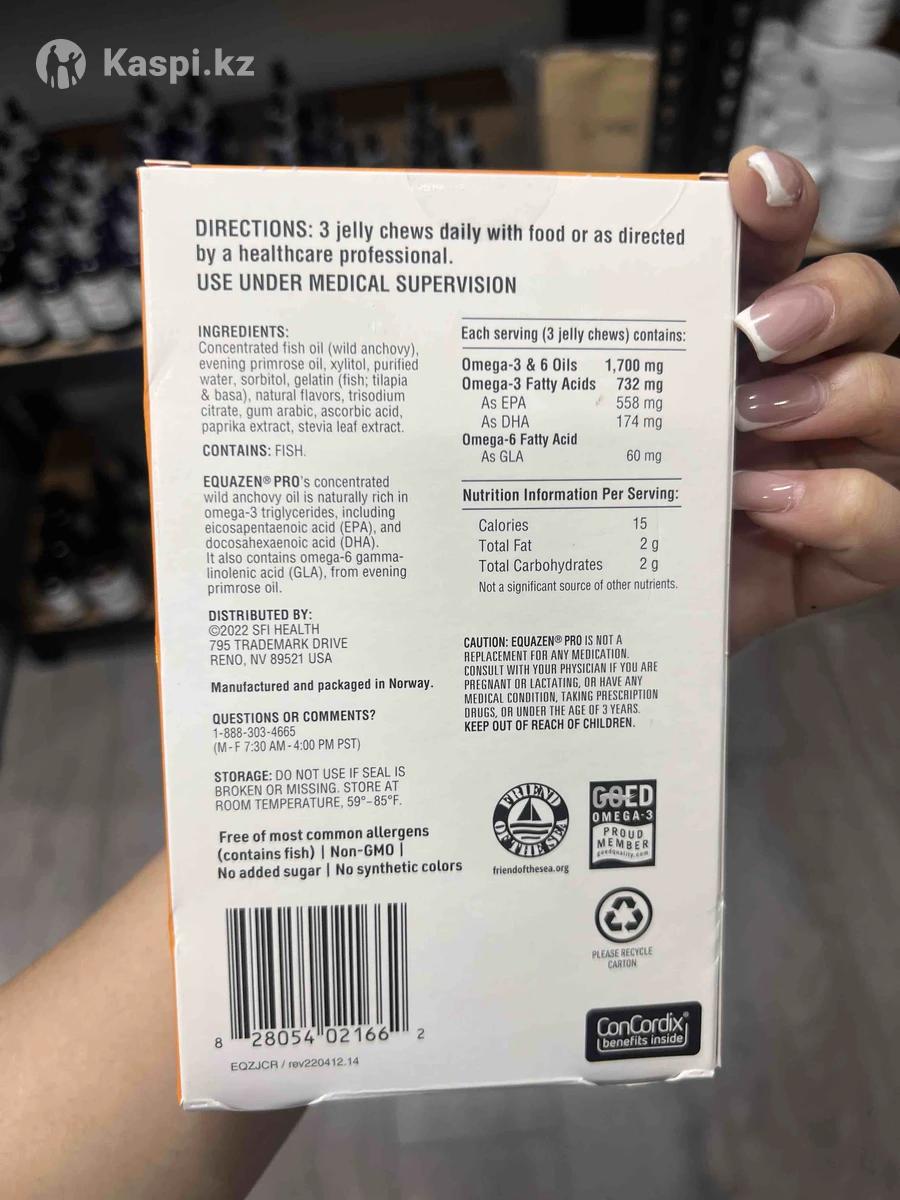 Kaspi.kz
DIRECTIONS: 3 jelly chews daily with food or as directed
by a healthcare professional.
USE UNDER MEDICAL SUPERVISION
INGREDIENTS:
Concentrated fish oil (wild anchovy),
evening primrose oil, xylitol, purified
water, sorbitol, gelatin (fish; tilapia
& basa), natural flavors, trisodium
citrate, gum arabic, ascorbic acid,
paprika extract, stevia leaf extract.
CONTAINS: FISH.
EQUAZEN® PRO's concentrated
wild anchovy oil is naturally rich in
omega-3 triglycerides, including
eicosapentaenoic acid (EPA), and
docosahexaenoic acid (DHA).
It also contains omega-6 gamma-
linolenic acid (GLA), from evening
primrose oil.
DISTRIBUTED BY:
©2022 SFI HEALTH
795 TRADEMARK DRIVE
RENO, NV 89521 USA
Manufactured and packaged in Norway.
QUESTIONS OR COMMENTS?
1-888-303-4665
(M-F 7:30 AM-4:00 PM PST)
STORAGE: DO NOT USE IF SEAL IS
BROKEN OR MISSING. STORE AT
ROOM TEMPERATURE, 59°-85°F.
Free of most common allergens
(contains fish) | Non-GMO |
No added sugar | No synthetic colors
8 28054 02166 2
EQZJCR / rev220412.14
Each serving (3 jelly chews) contains:
Omega-3 & 6 Oils 1,700 mg
Omega-3 Fatty Acids 732 mg
As EPA 558 mg
As DHA 174 mg
Omega-6 Fatty Acid
As GLA 60 mg
Nutrition Information Per Serving:
Calories 15
Total Fat 2 g
Total Carbohydrates 2 g
Not a significant source of other nutrients.
CAUTION: EQUAZEN® PRO IS NOT A
REPLACEMENT FOR ANY MEDICATION.
CONSULT WITH YOUR PHYSICIAN IF YOU ARE
PREGNANT OR LACTATING, OR HAVE ANY
MEDICAL CONDITION, TAKING PRESCRIPTION
DRUGS, OR UNDER THE AGE OF 3 YEARS.
KEEP OUT OF REACH OF CHILDREN.
FRIEND
OF THE SEA
friendofthesea.org
GOED
OMEGA-3
PROUD
MEMBER
goedquality.com
PLEASE RECYCLE
CARTON
ConCordix®
benefits inside